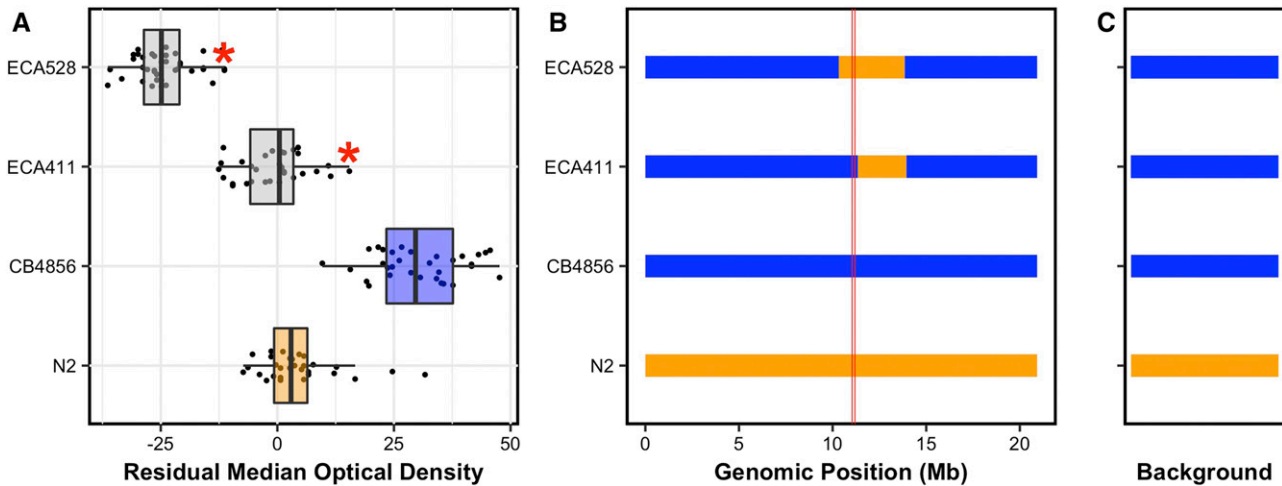 A
ECA528
*
ECA411
*
CB4856
N2
-25 0 25 50
Residual Median Optical Density
B
ECA528
ECA411
CB4856
N2
0 5 10 15 20
Genomic Position (Mb)
C
Background